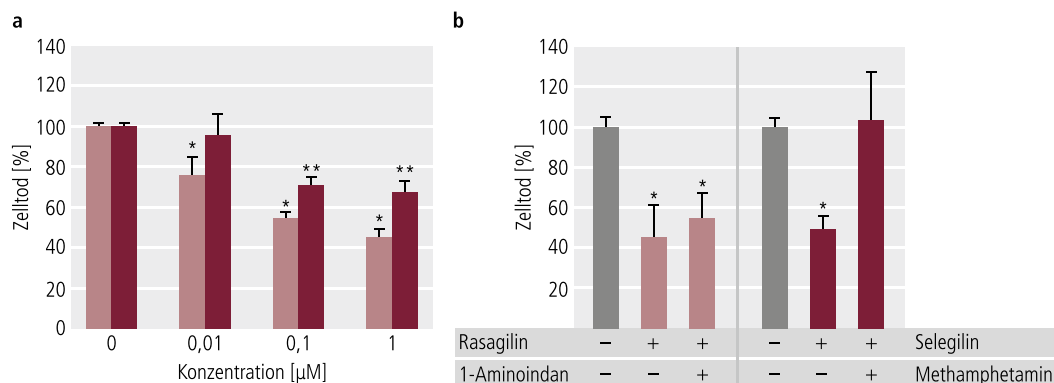 a
140
120
100
80
60
40
20
0
Zelltod [%]
*
*
**
*
**
0 0,01 0,1 1
Konzentration [µM]
b
140
120
100
80
60
40
20
Zelltod [%]
* * *
Rasagilin – + + – + + Selegilin
1-Aminoindan – – + – – + Methamphetamin